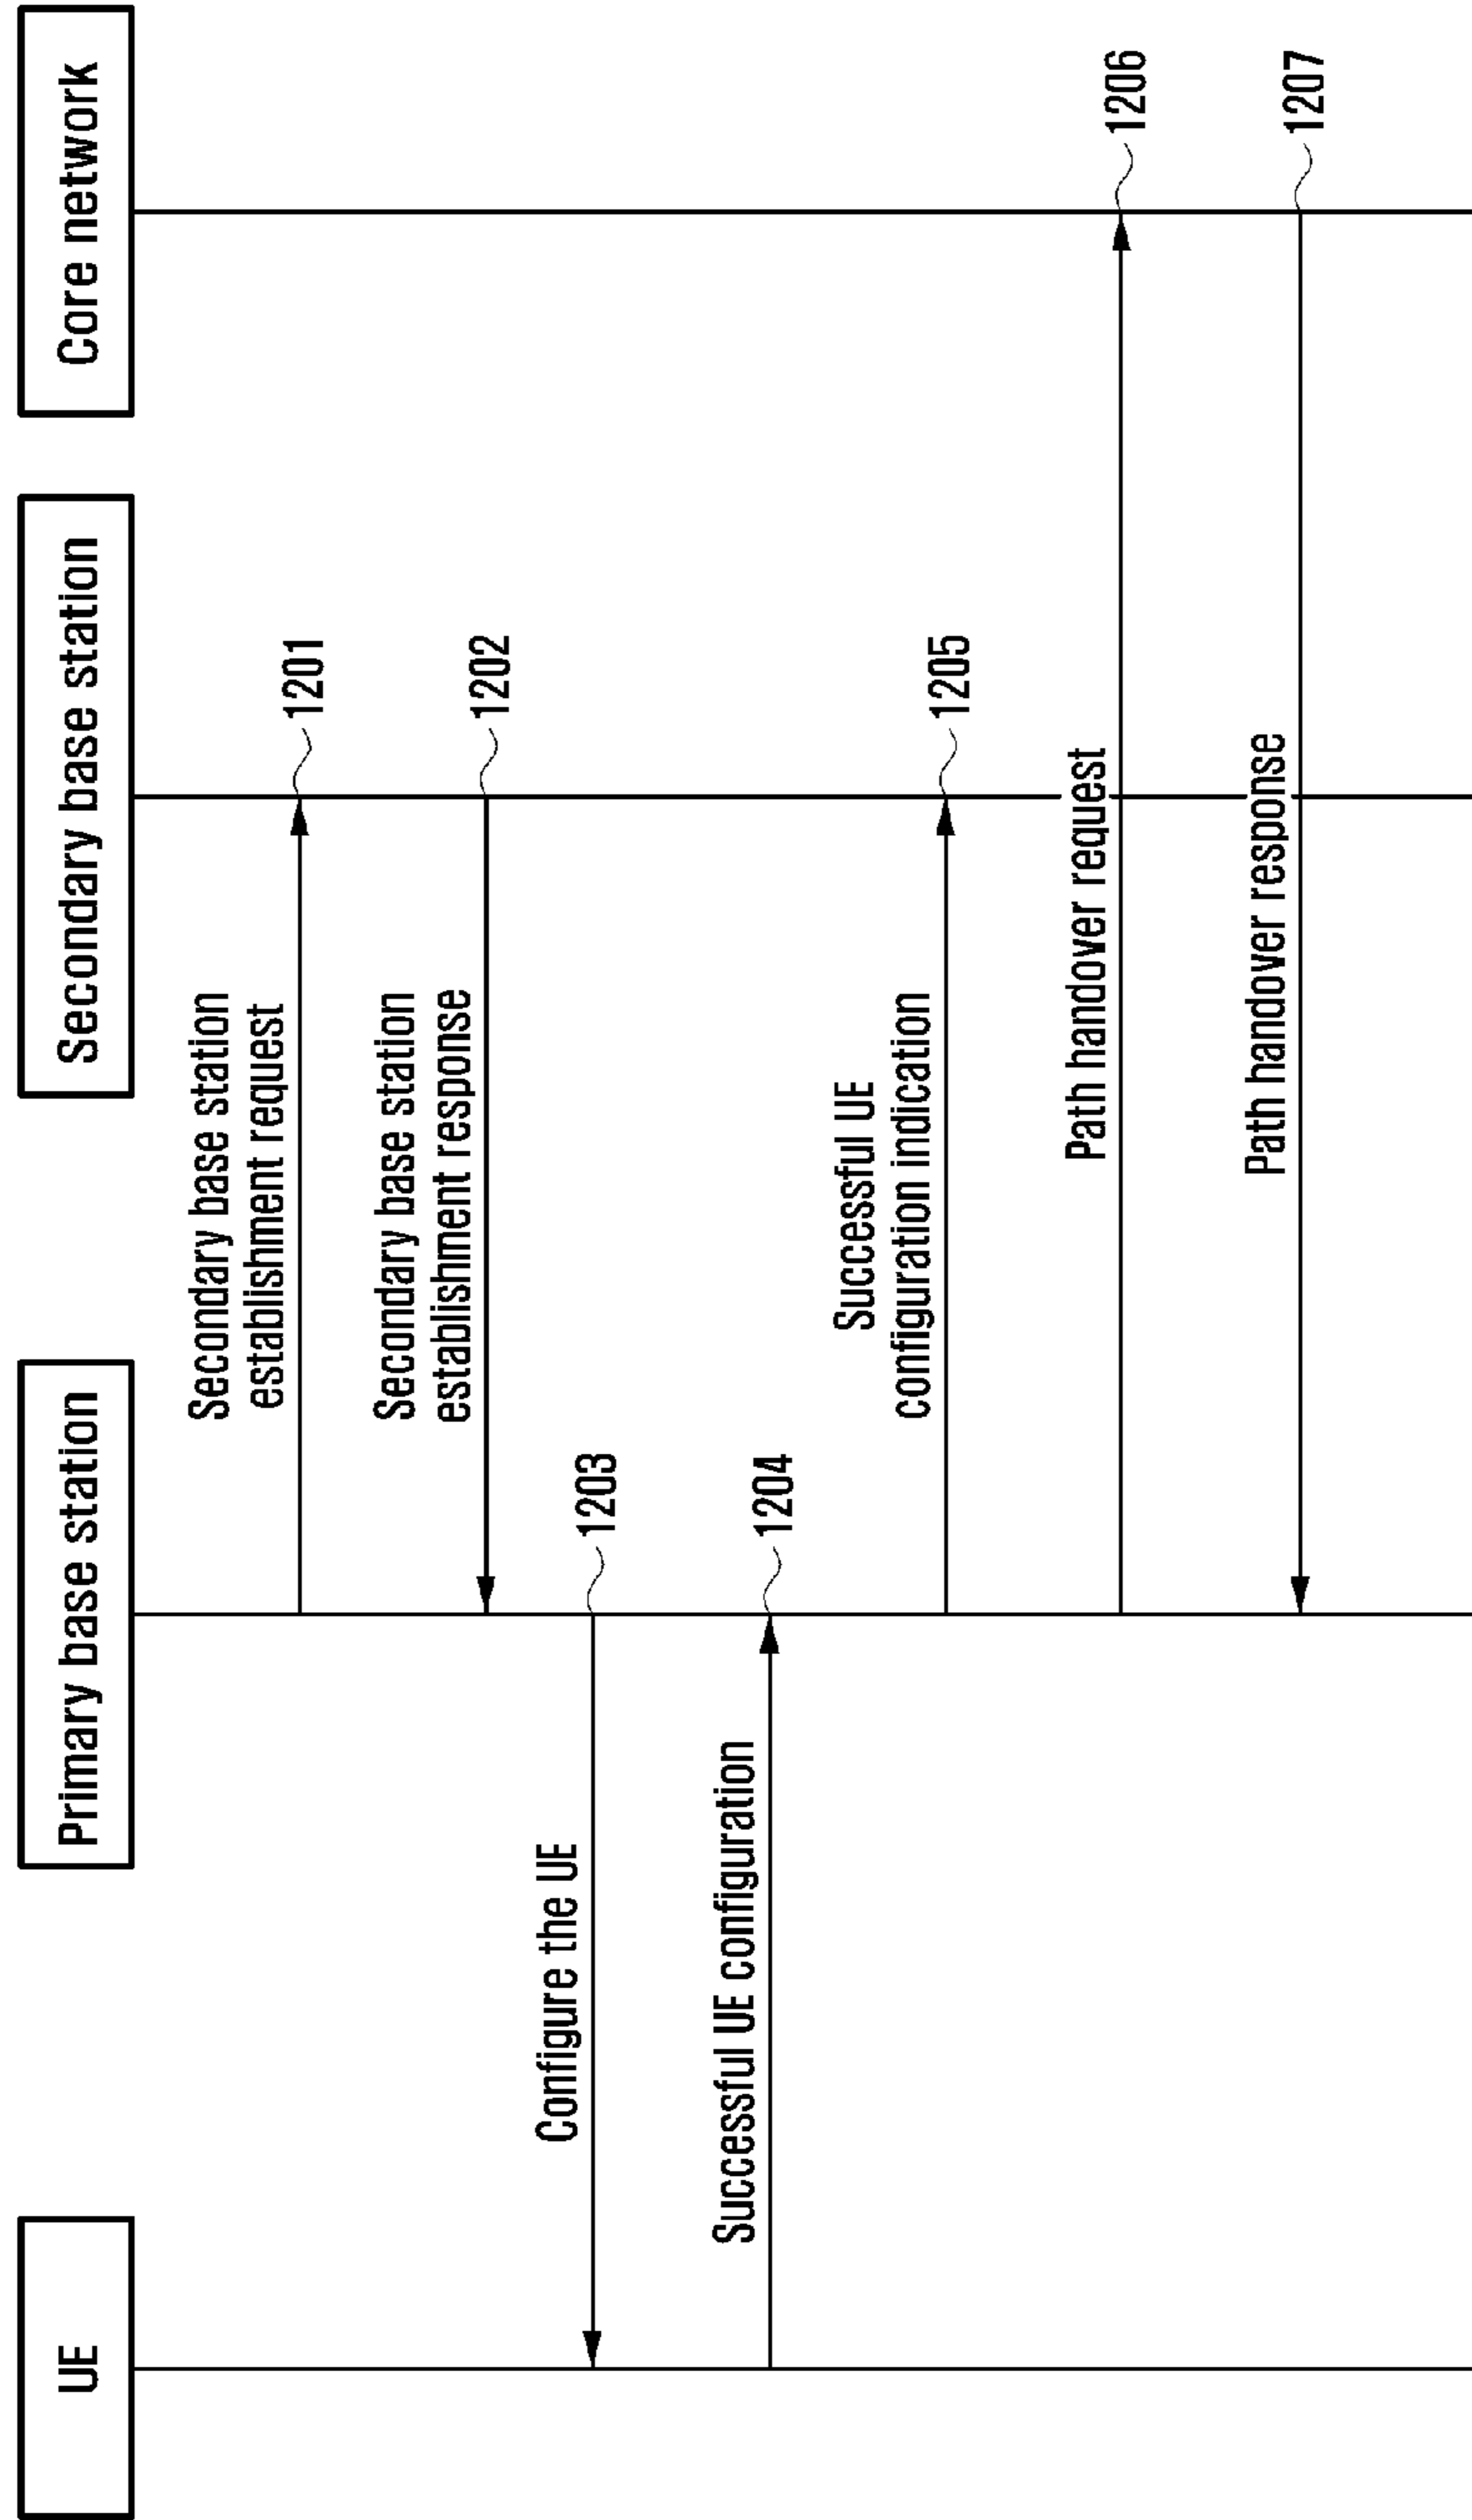 UE
Primary base station
Secondary base station
Core network
Secondary base station
establishment request
1201
Secondary base station
establishment response
1202
Configure the UE
1203
Successful UE configuration
1204
Successful UE
configuration indication
1205
Path handover request
1206
Path handover response
1207